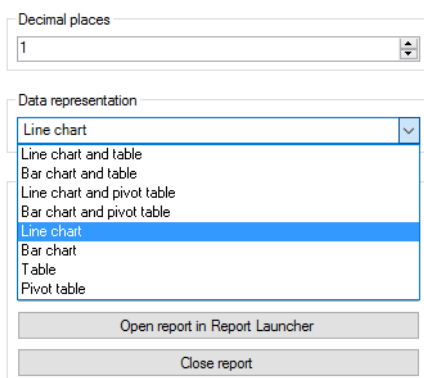 Decimal places
1
Data representation
Line chart
Line chart and table
Bar chart and table
Line chart and pivot table
Bar chart and pivot table
Line chart
Bar chart
Table
Pivot table
Open report in Report Launcher
Close report